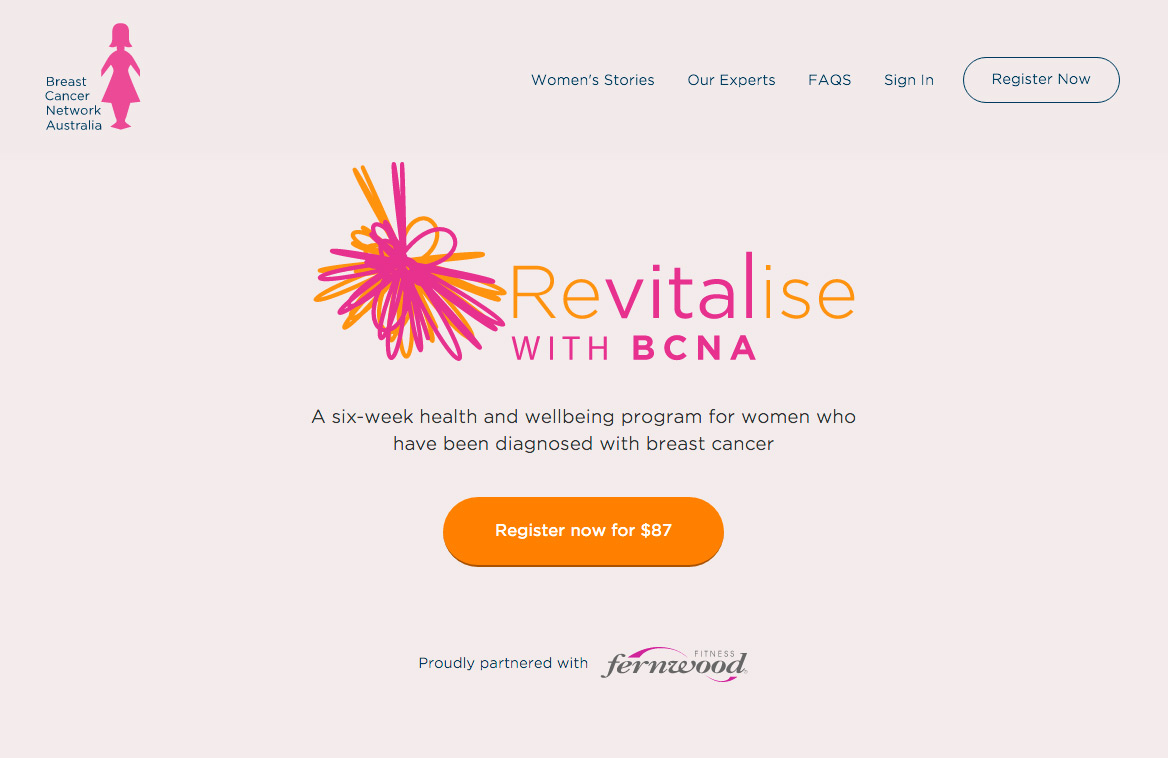 Breast
Cancer
Network
Australia
Women's Stories
Our Experts
FAQS
Sign In
Register Now
Revitalise
WITH BCNA
A six-week health and wellbeing program for women who
have been diagnosed with breast cancer
Register now for $87
Proudly partnered with
FITNESS
fernwood